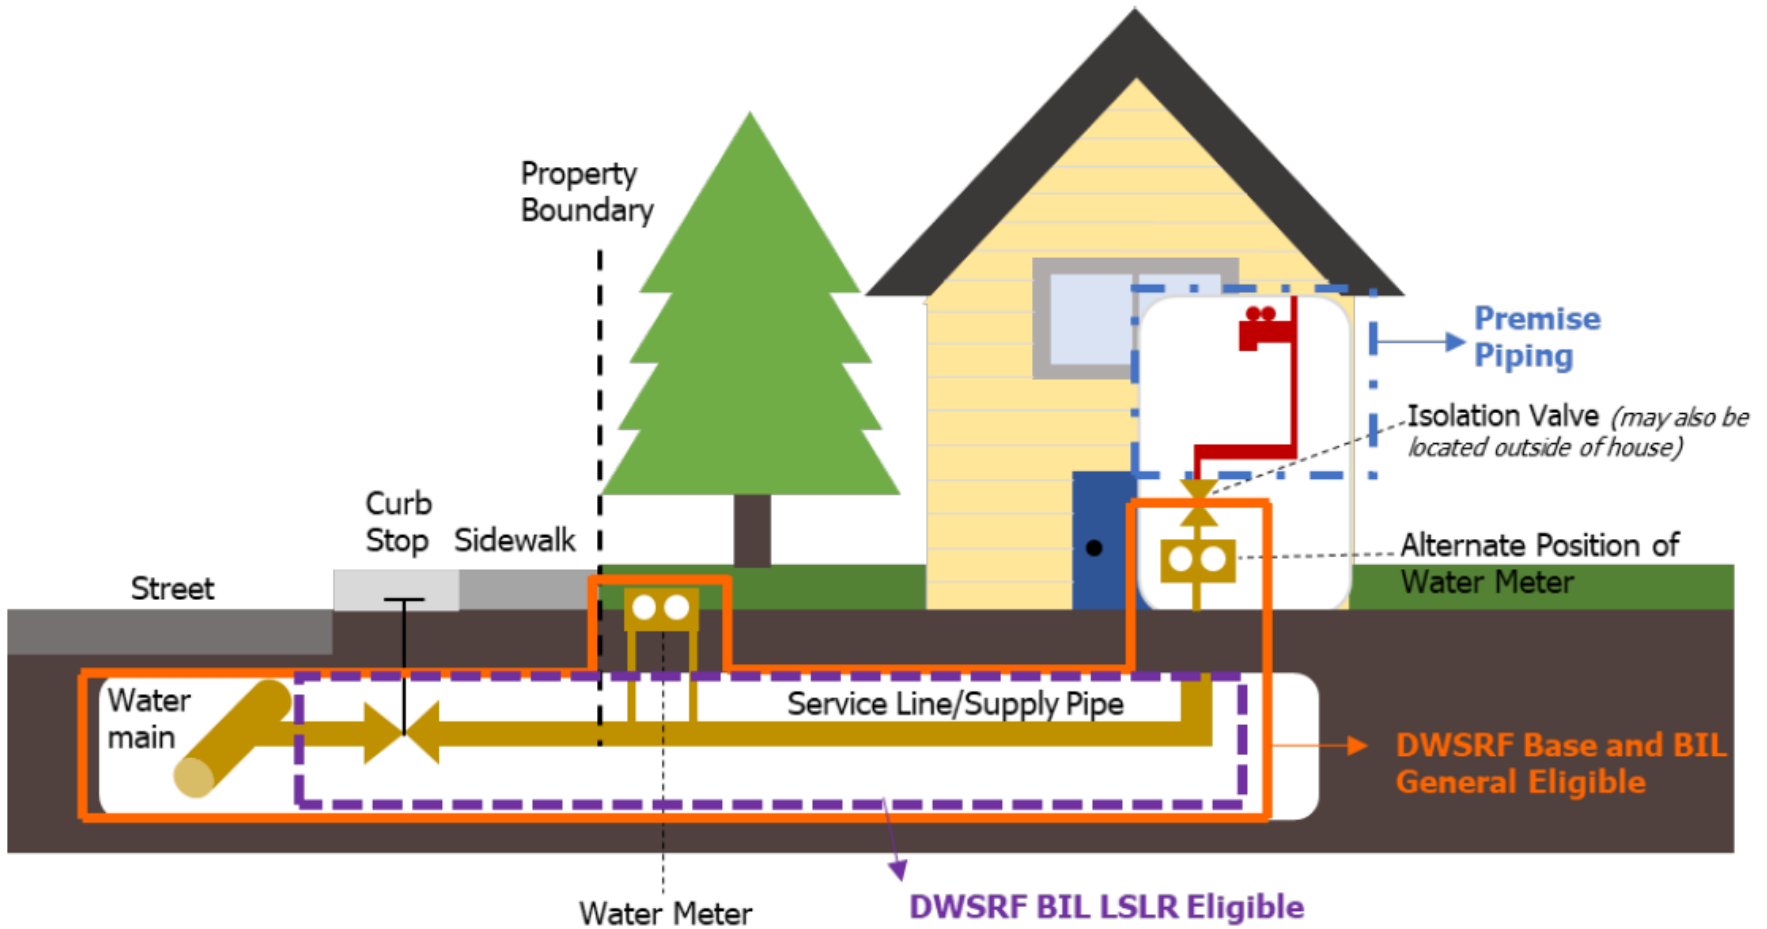 Property
Boundary
Premise
Piping
Isolation Valve (may also be
located outside of house)
Curb
Stop
Sidewalk
Alternate Position of
Water Meter
Street
Water
main
Service Line/Supply Pipe
DWSRF Base and BIL
General Eligible
Water Meter
DWSRF BIL LSLR Eligible